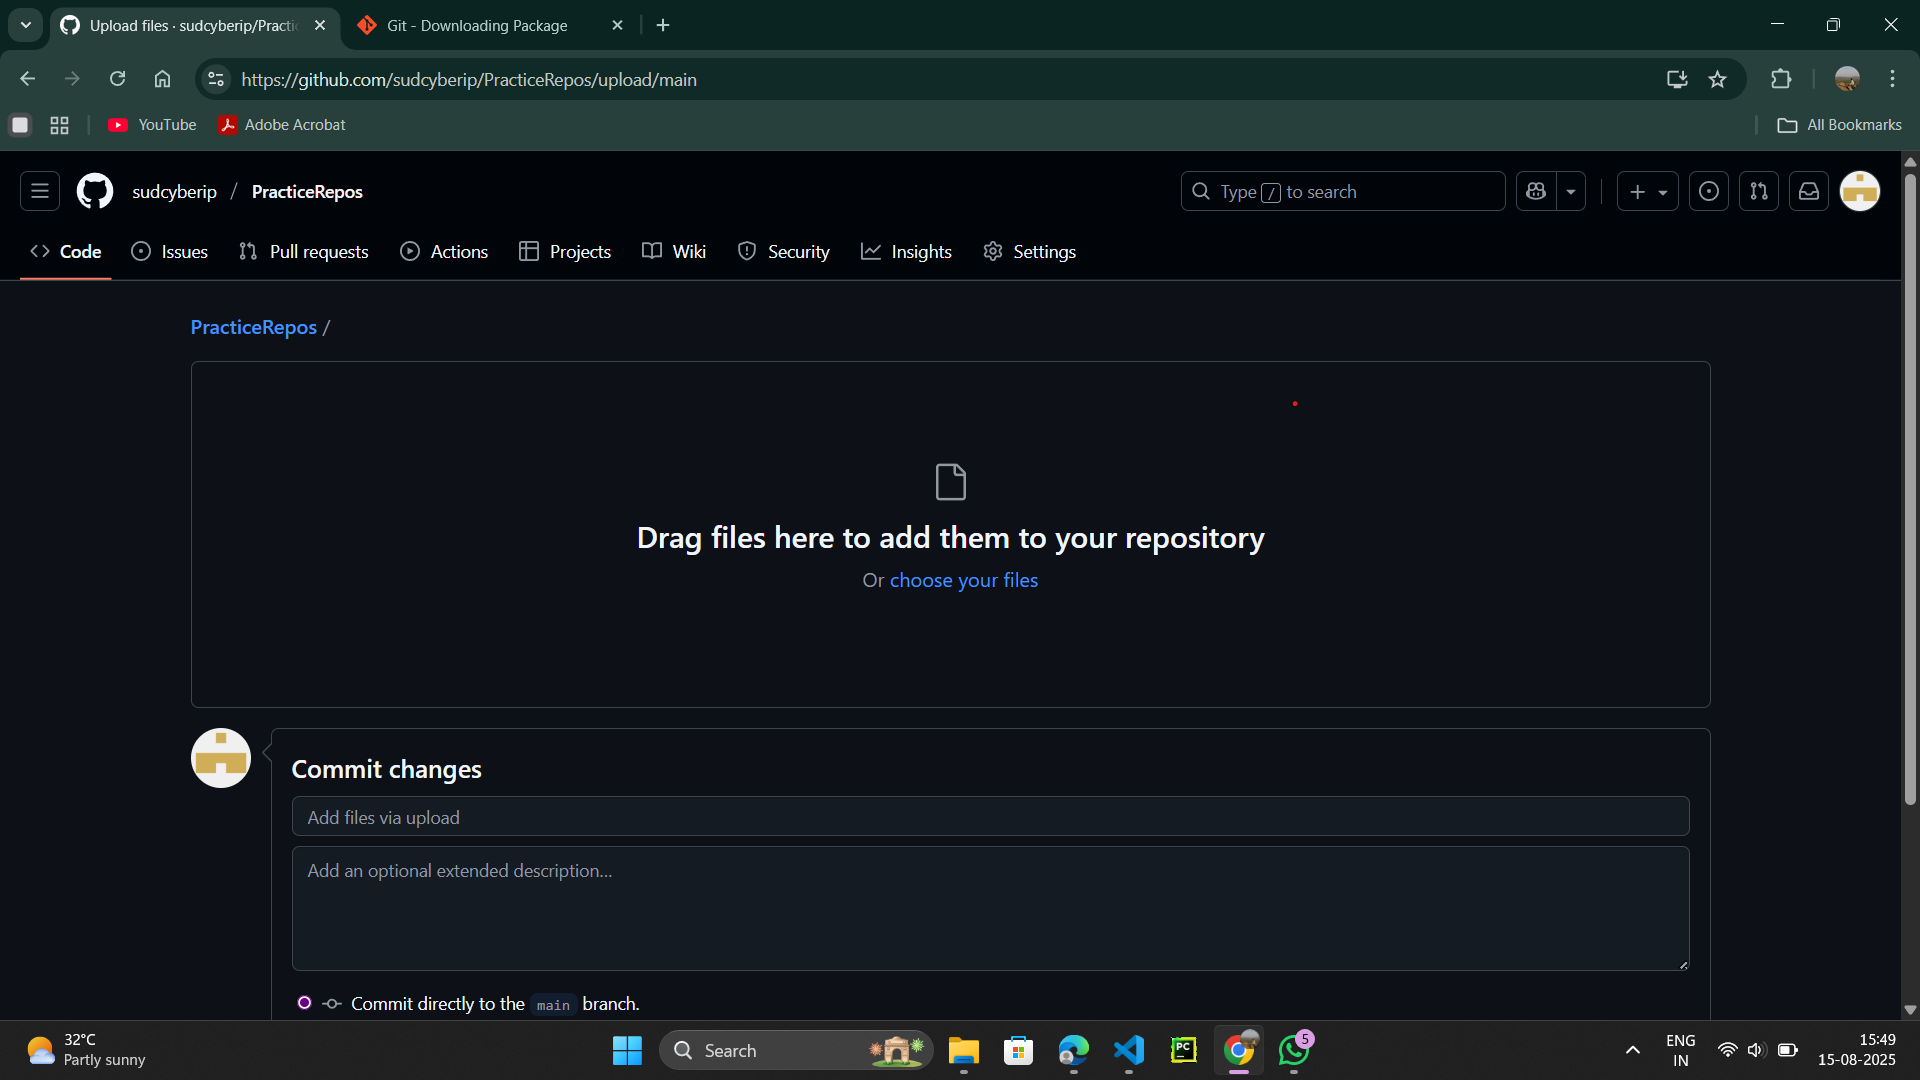 Upload files · sudcyberip/Practic
Git - Downloading Package
https://github.com/sudcyberip/PracticeRepos/upload/main
YouTube
Adobe Acrobat
All Bookmarks
sudcyberip / PracticeRepos
Type / to search
Code
Issues
Pull requests
Actions
Projects
Wiki
Security
Insights
Settings
PracticeRepos /
Drag files here to add them to your repository
Or choose your files
Commit changes
Add files via upload
Add an optional extended description...
Commit directly to the main branch.
32°C
Partly sunny
Search
PC
5
ENG
IN
15:49
15-08-2025